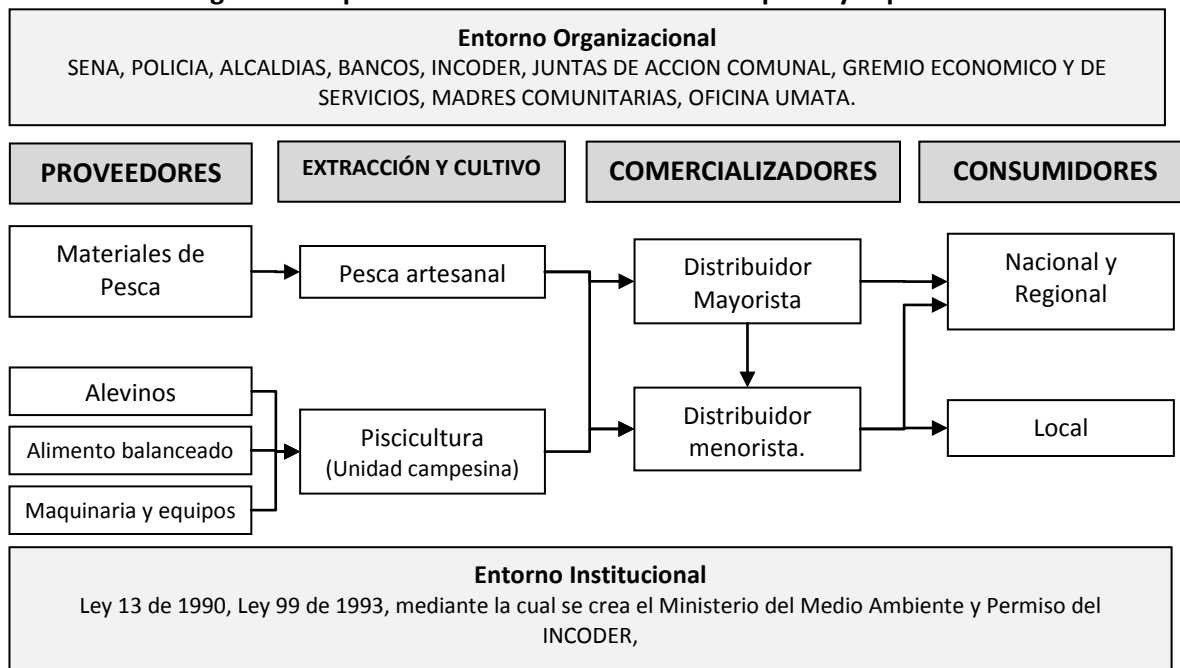 Entorno Organizacional
SENA, POLICIA, ALCALDIAS, BANCOS, INCODER, JUNTAS DE ACCION COMUNAL, GREMIO ECONOMICO Y DE
SERVICIOS, MADRES COMUNITARIAS, OFICINA UMATA.
PROVEEDORES
EXTRACCIÓN Y CULTIVO
COMERCIALIZADORES
CONSUMIDORES
Materiales de
Pesca
Pesca artesanal
Distribuidor
Mayorista
Nacional y
Regional
Alevinos
Alimento balanceado
Maquinaria y equipos
Piscicultura
(Unidad campesina)
Distribuidor
menorista.
Local
Entorno Institucional
Ley 13 de 1990, Ley 99 de 1993, mediante la cual se crea el Ministerio del Medio Ambiente y Permiso del
INCODER,